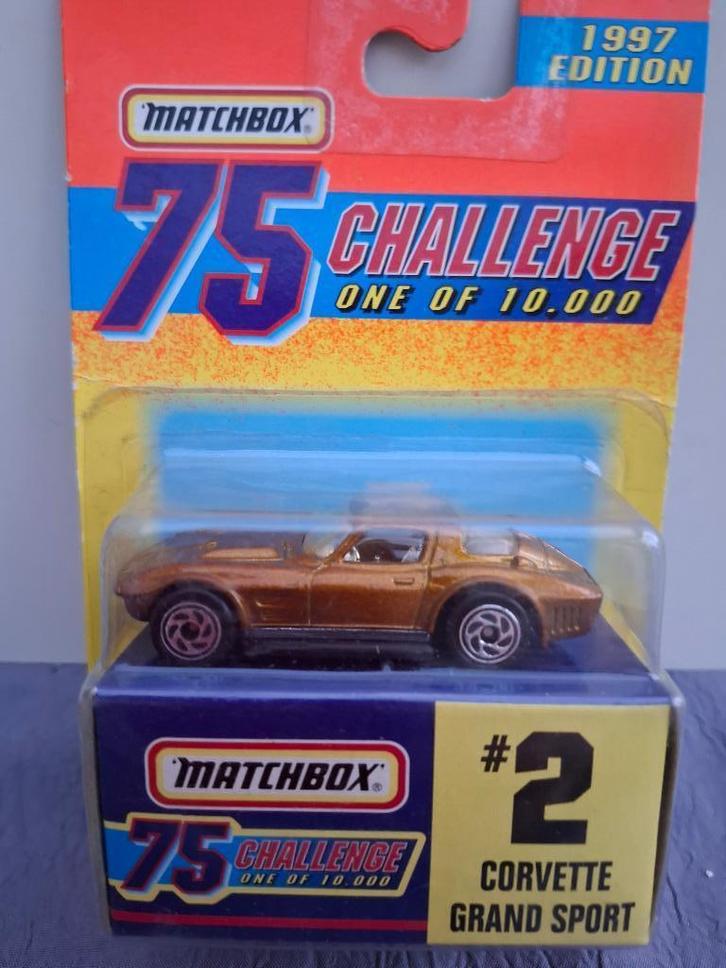 1997
EDITION
MATCHBOX®
75 CHALLENGE
ONE OF 10.000
MATCHBOX®
75 CHALLENGE
ONE OF 10.000
#2
CORVETTE
GRAND SPORT